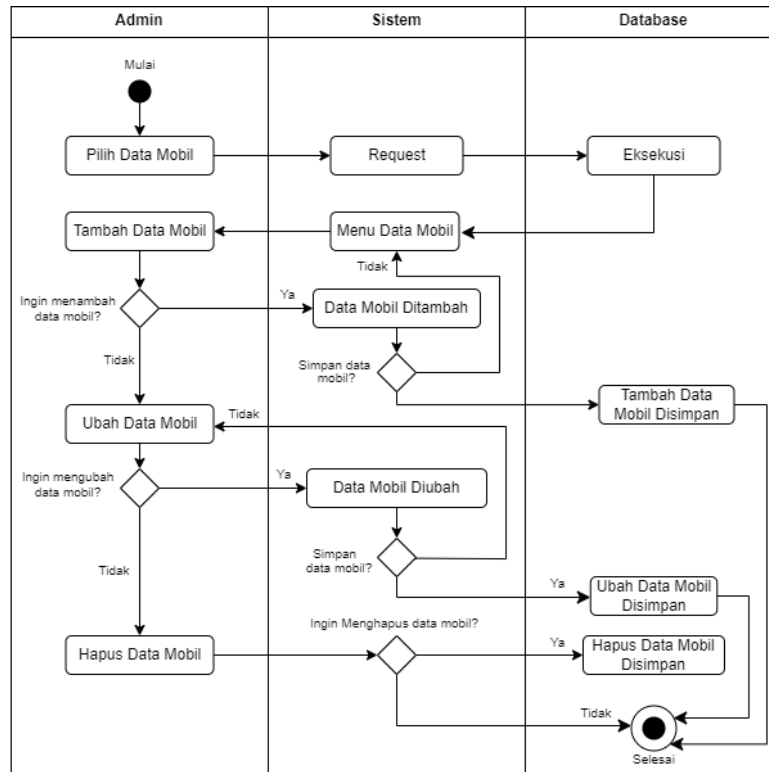 Admin
Sistem
Database
Mulai
Pilih Data Mobil
Request
Eksekusi
Tambah Data Mobil
Menu Data Mobil
Tidak
Ingin menambah
data mobil?
Ya
Data Mobil Ditambah
Tidak
Simpan data
mobil?
Tambah Data
Mobil Disimpan
Ubah Data Mobil
Tidak
Ingin mengubah
data mobil?
Ya
Data Mobil Diubah
Tidak
Simpan
data mobil?
Ya
Ubah Data Mobil
Disimpan
Ingin Menghapus data mobil?
Hapus Data Mobil
Ya
Hapus Data Mobil
Disimpan
Tidak
Selesai